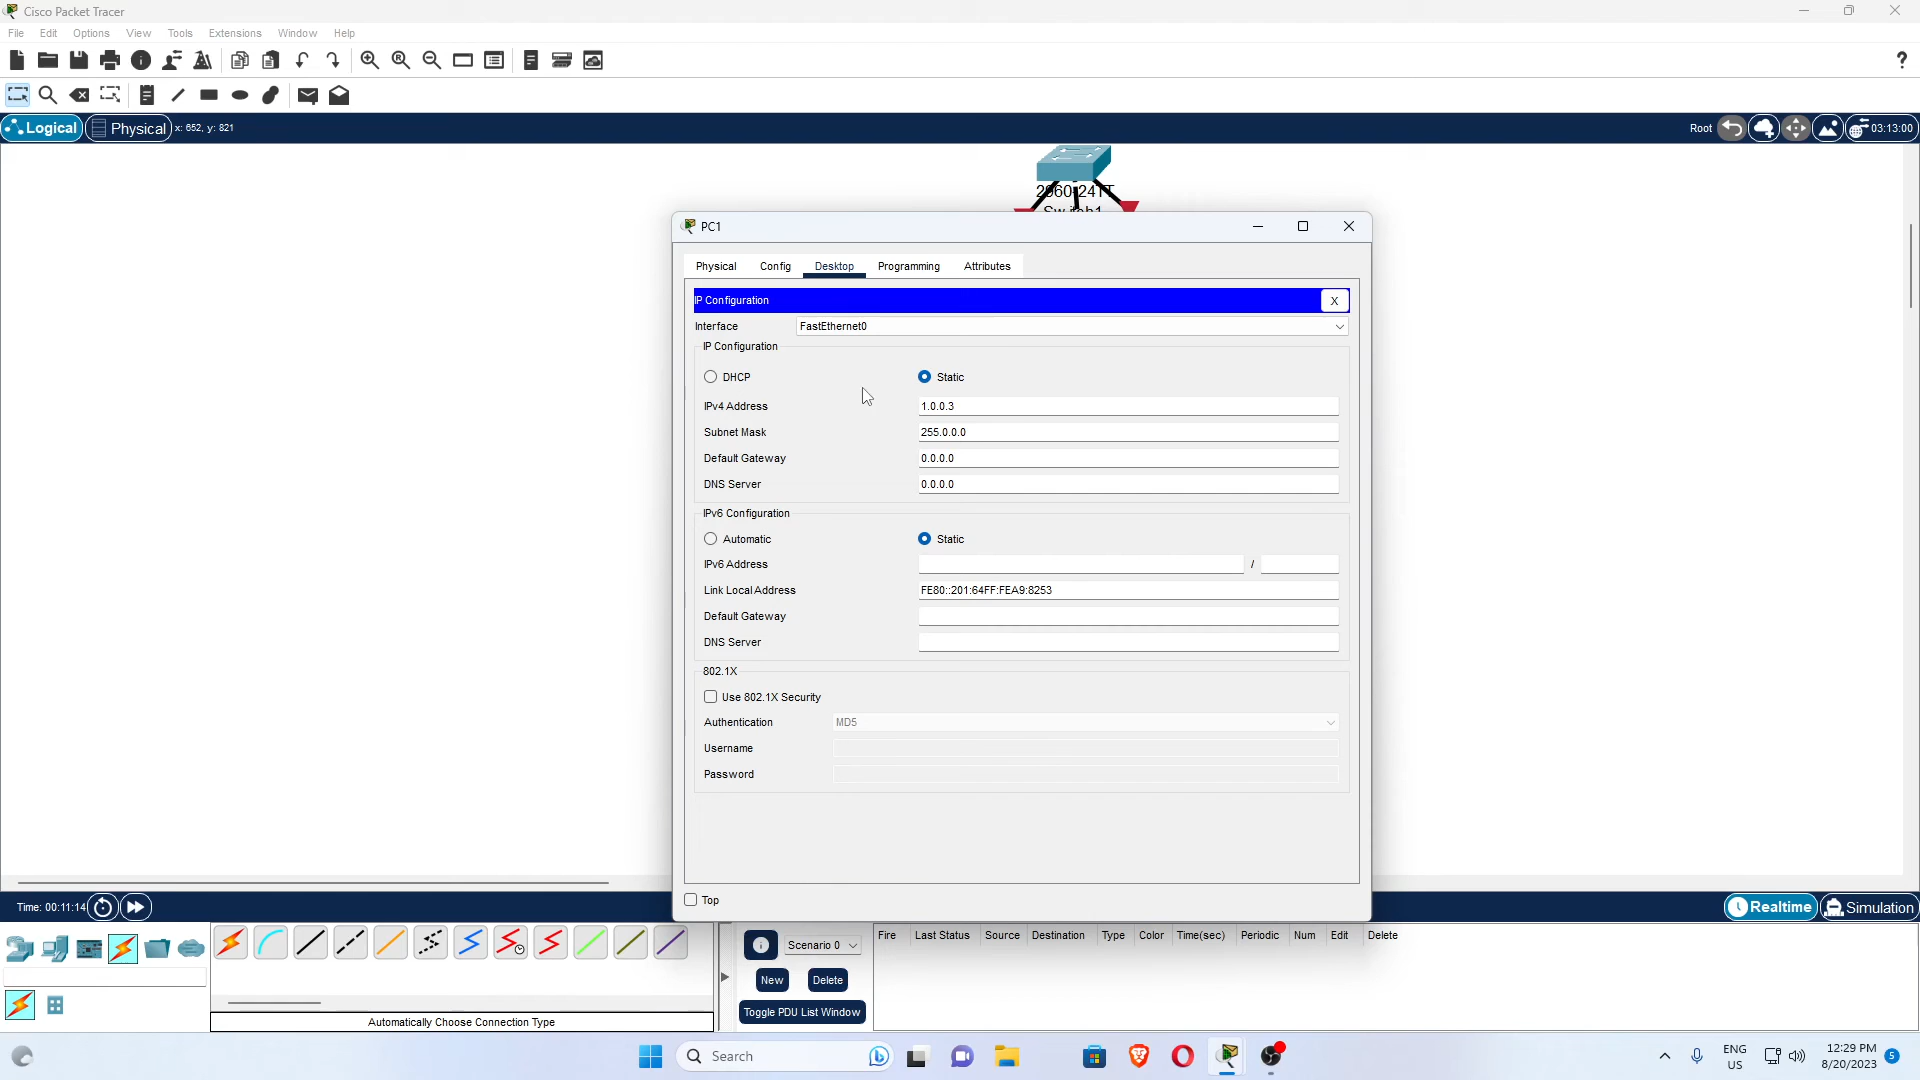 Cisco Packet Tracer
File Edit Options View Tools Extensions Window Help
Logical Physical x: 652, y: 821 Root 03:13:00
2960-24TT
Switch1
PC1
Physical Config Desktop Programming Attributes
IP Configuration X
Interface FastEthernet0
IP Configuration
DHCP Static
IPv4 Address 1.0.0.3
Subnet Mask 255.0.0.0
Default Gateway 0.0.0.0
DNS Server 0.0.0.0
IPv6 Configuration
Automatic Static
IPv6 Address /
Link Local Address FE80::201:64FF:FEA9:8253
Default Gateway
DNS Server
802.1X
Use 802.1X Security
Authentication MD5
Username
Password
Top
Time: 00:11:14 Realtime Simulation
Scenario 0
New Delete
Toggle PDU List Window
Fire Last Status Source Destination Type Color Time(sec) Periodic Num Edit Delete
Automatically Choose Connection Type
Search
ENG
US
12:29 PM
8/20/2023
5